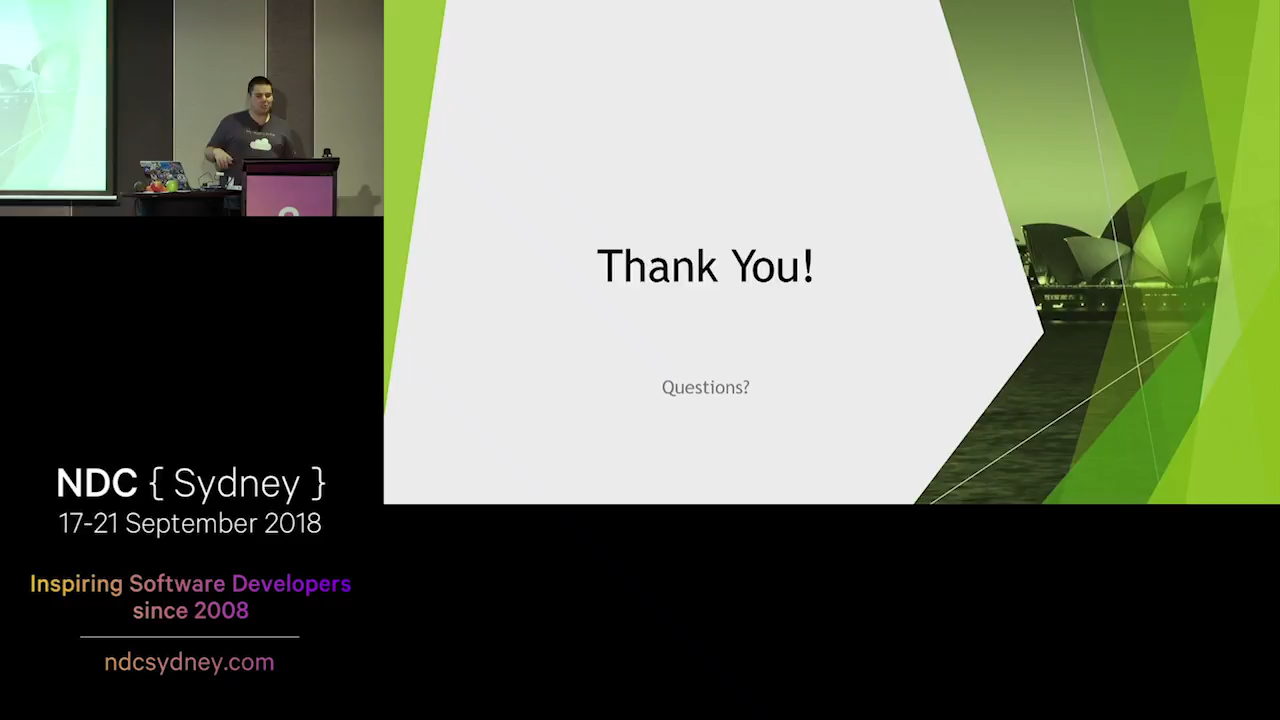 Thank You!
Questions?
NDC { Sydney }
17-21 September 2018
Inspiring Software Developers
since 2008
ndcsydney.com